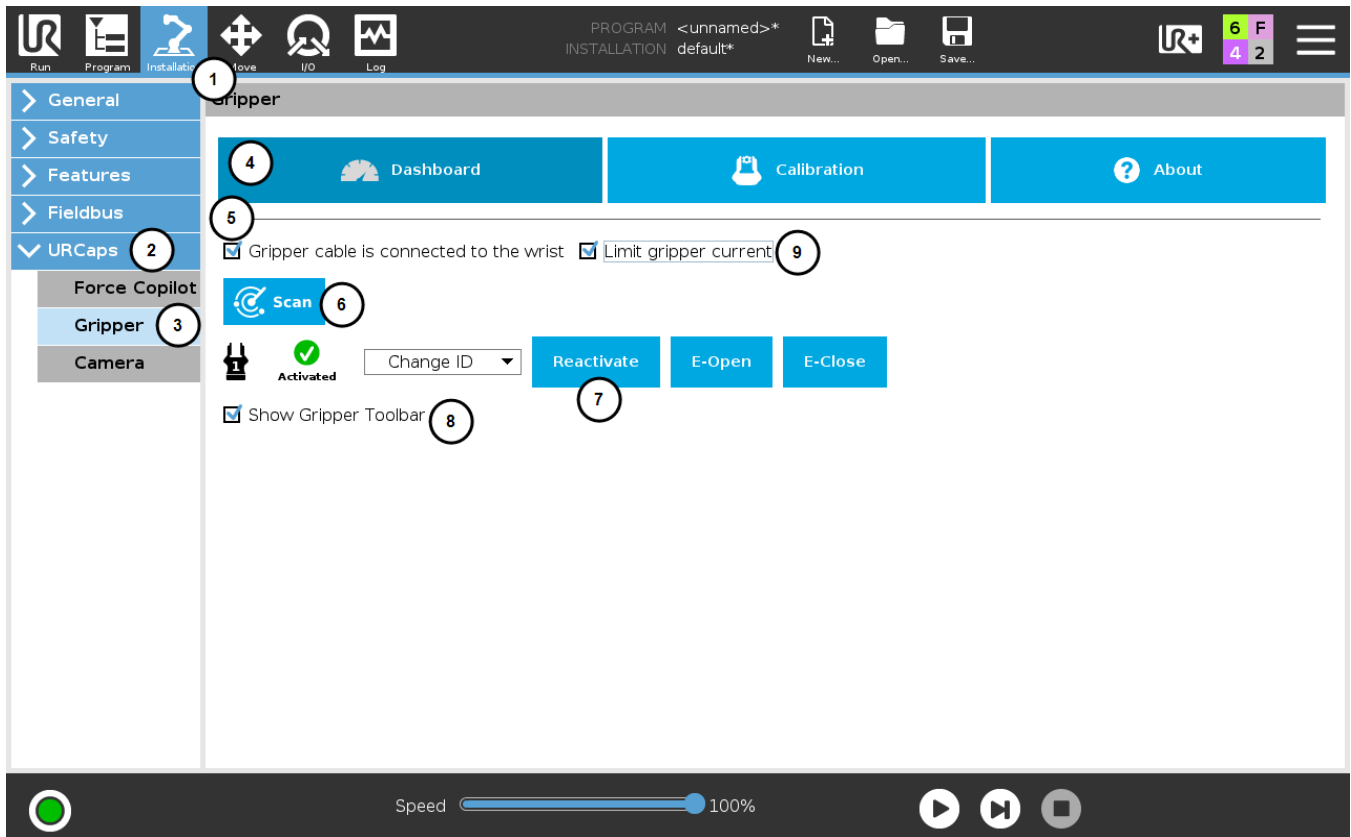 PROGRAM <unnamed>*
INSTALLATION default*
UR
Run
Program
Installatio
Move
I/O
Log
New...
Open...
Save...
UR+
6 F
4 2
1
General
Safety
Features
Fieldbus
URCaps
2
Force Copilot
Gripper
3
Camera
Gripper
4
Dashboard
Calibration
? About
5
Gripper cable is connected to the wrist
Limit gripper current
9
Scan
6
1
Activated
Change ID
Reactivate
E-Open
E-Close
7
Show Gripper Toolbar
8
Speed
100%